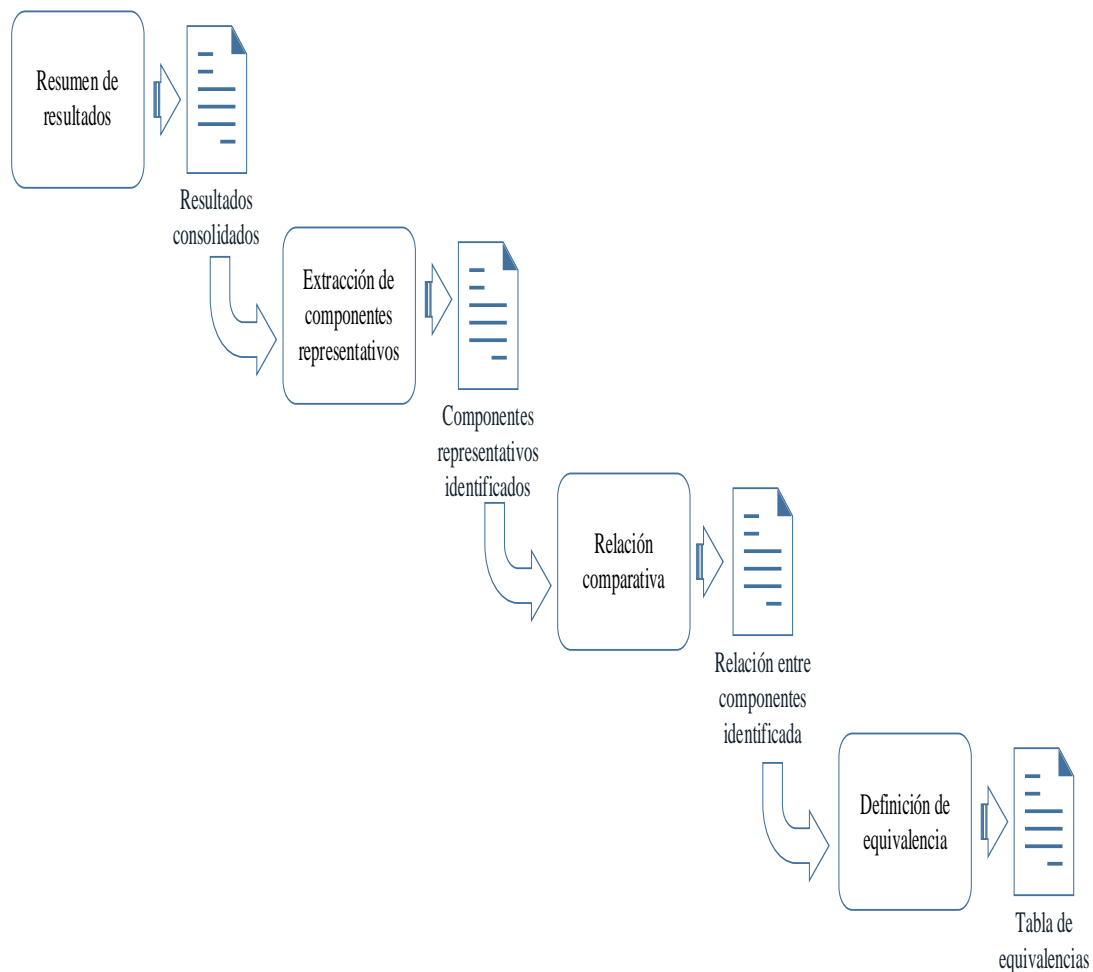 Resumen de
resultados
Resultados
consolidados
Extracción de
componentes
representativos
Componentes
representativos
identificados
Relación
comparativa
Relación entre
componentes
identificada
Definición de
equivalencia
Tabla de
equivalencias